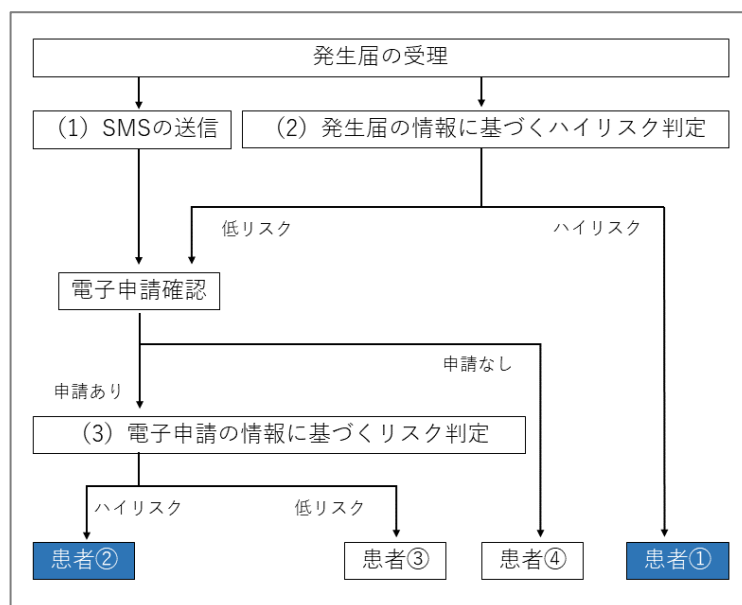 発生届の受理
（1）SMSの送信
（2）発生届の情報に基づくハイリスク判定
低リスク
ハイリスク
電子申請確認
申請なし
申請あり
（3）電子申請の情報に基づくリスク判定
ハイリスク
低リスク
患者②
患者③
患者④
患者①